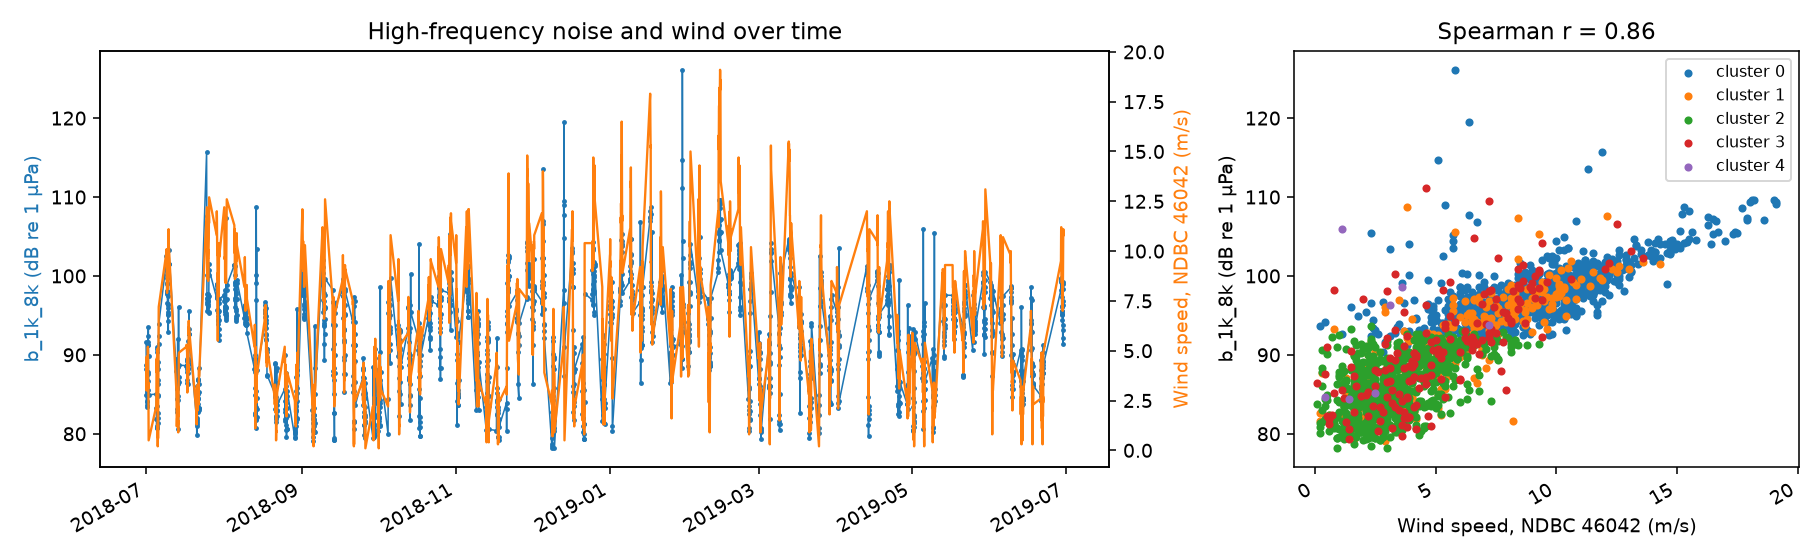 High-frequency noise and wind over time
b_1k_8k (dB re 1 µPa)
120
110
100
90
80
20.0
17.5
15.0
12.5
10.0
7.5
5.0
2.5
0.0
Wind speed, NDBC 46042 (m/s)
2018-07
2018-09
2018-11
2019-01
2019-03
2019-05
2019-07
Spearman r = 0.86
b_1k_8k (dB re 1 µPa)
120
110
100
90
80
cluster 0
cluster 1
cluster 2
cluster 3
cluster 4
0
5
10
15
20
Wind speed, NDBC 46042 (m/s)